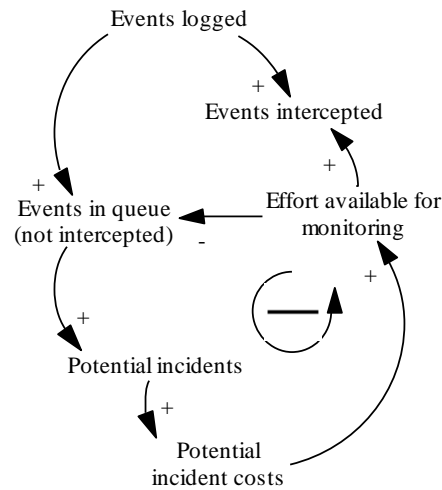 Events logged
+
Events intercepted
+
+
Events in queue
(not intercepted)
Effort available for
monitoring
-
+
+
Potential incidents
+
Potential
incident costs